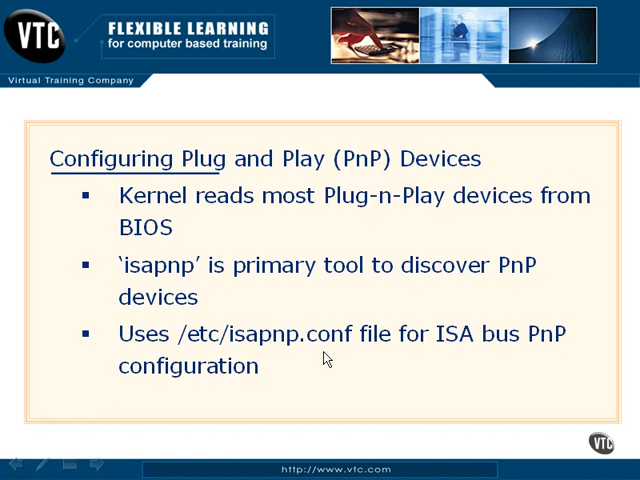 VTC
FLEXIBLE LEARNING
for computer based training
Virtual Training Company
Configuring Plug and Play (PnP) Devices
▪ Kernel reads most Plug-n-Play devices from
BIOS
▪ ‘isapnp’ is primary tool to discover PnP
devices
▪ Uses /etc/isapnp.conf file for ISA bus PnP
configuration
VTC
http://www.vtc.com